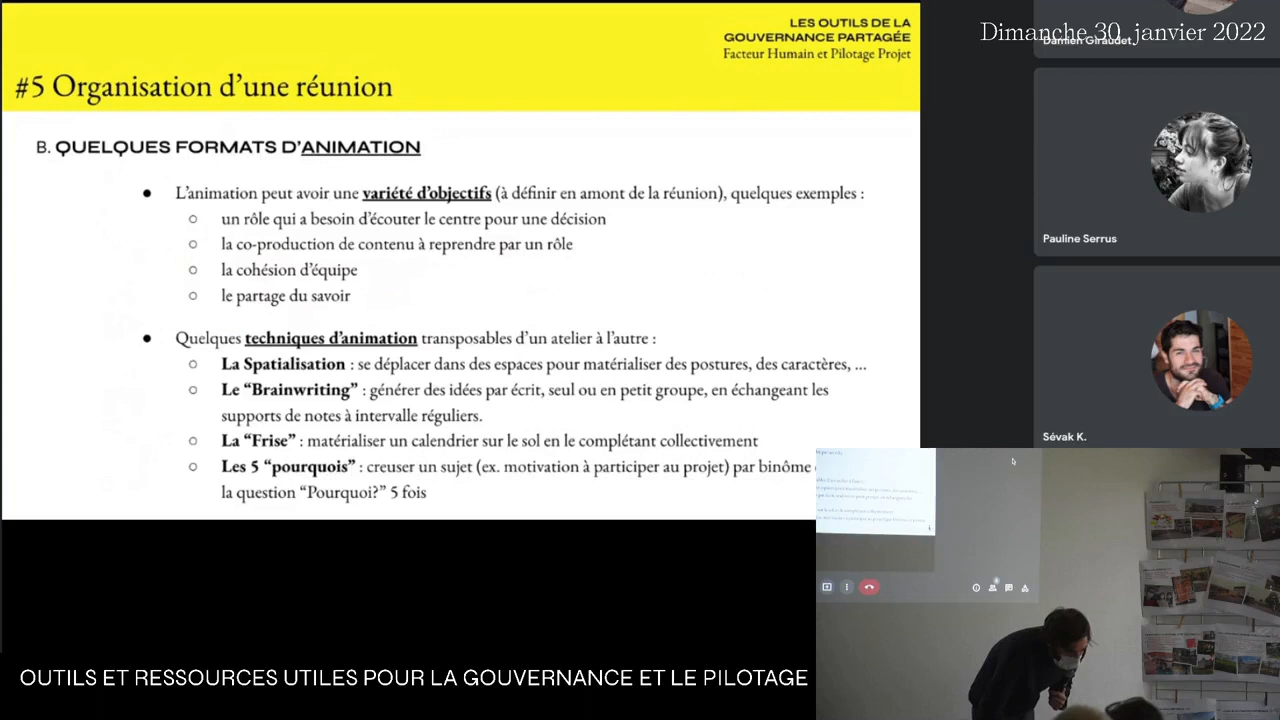 LES OUTILS DE LA
GOUVERNANCE PARTAGÉE
Facteur Humain et Pilotage Projet
#5 Organisation d'une réunion
Dimanche 30 janvier 2022
Damien Giraudet
B. QUELQUES FORMATS D'ANIMATION
● L'animation peut avoir une variété d'objectifs (à définir en amont de la réunion), quelques exemples :
○ un rôle qui a besoin d'écouter le centre pour une décision
○ la co-production de contenu à reprendre par un rôle
○ la cohésion d'équipe
○ le partage du savoir
● Quelques techniques d'animation transposables d'un atelier à l'autre :
○ La Spatialisation : se déplacer dans des espaces pour matérialiser des postures, des caractères, ...
○ Le “Brainwriting” : générer des idées par écrit, seul ou en petit groupe, en échangeant les
supports de notes à intervalle réguliers.
○ La “Frise” : matérialiser un calendrier sur le sol en le complétant collectivement
○ Les 5 “pourquois” : creuser un sujet (ex. motivation à participer au projet) par binôme
la question “Pourquoi?” 5 fois
Pauline Serrus
Sévak K.
OUTILS ET RESSOURCES UTILES POUR LA GOUVERNANCE ET LE PILOTAGE